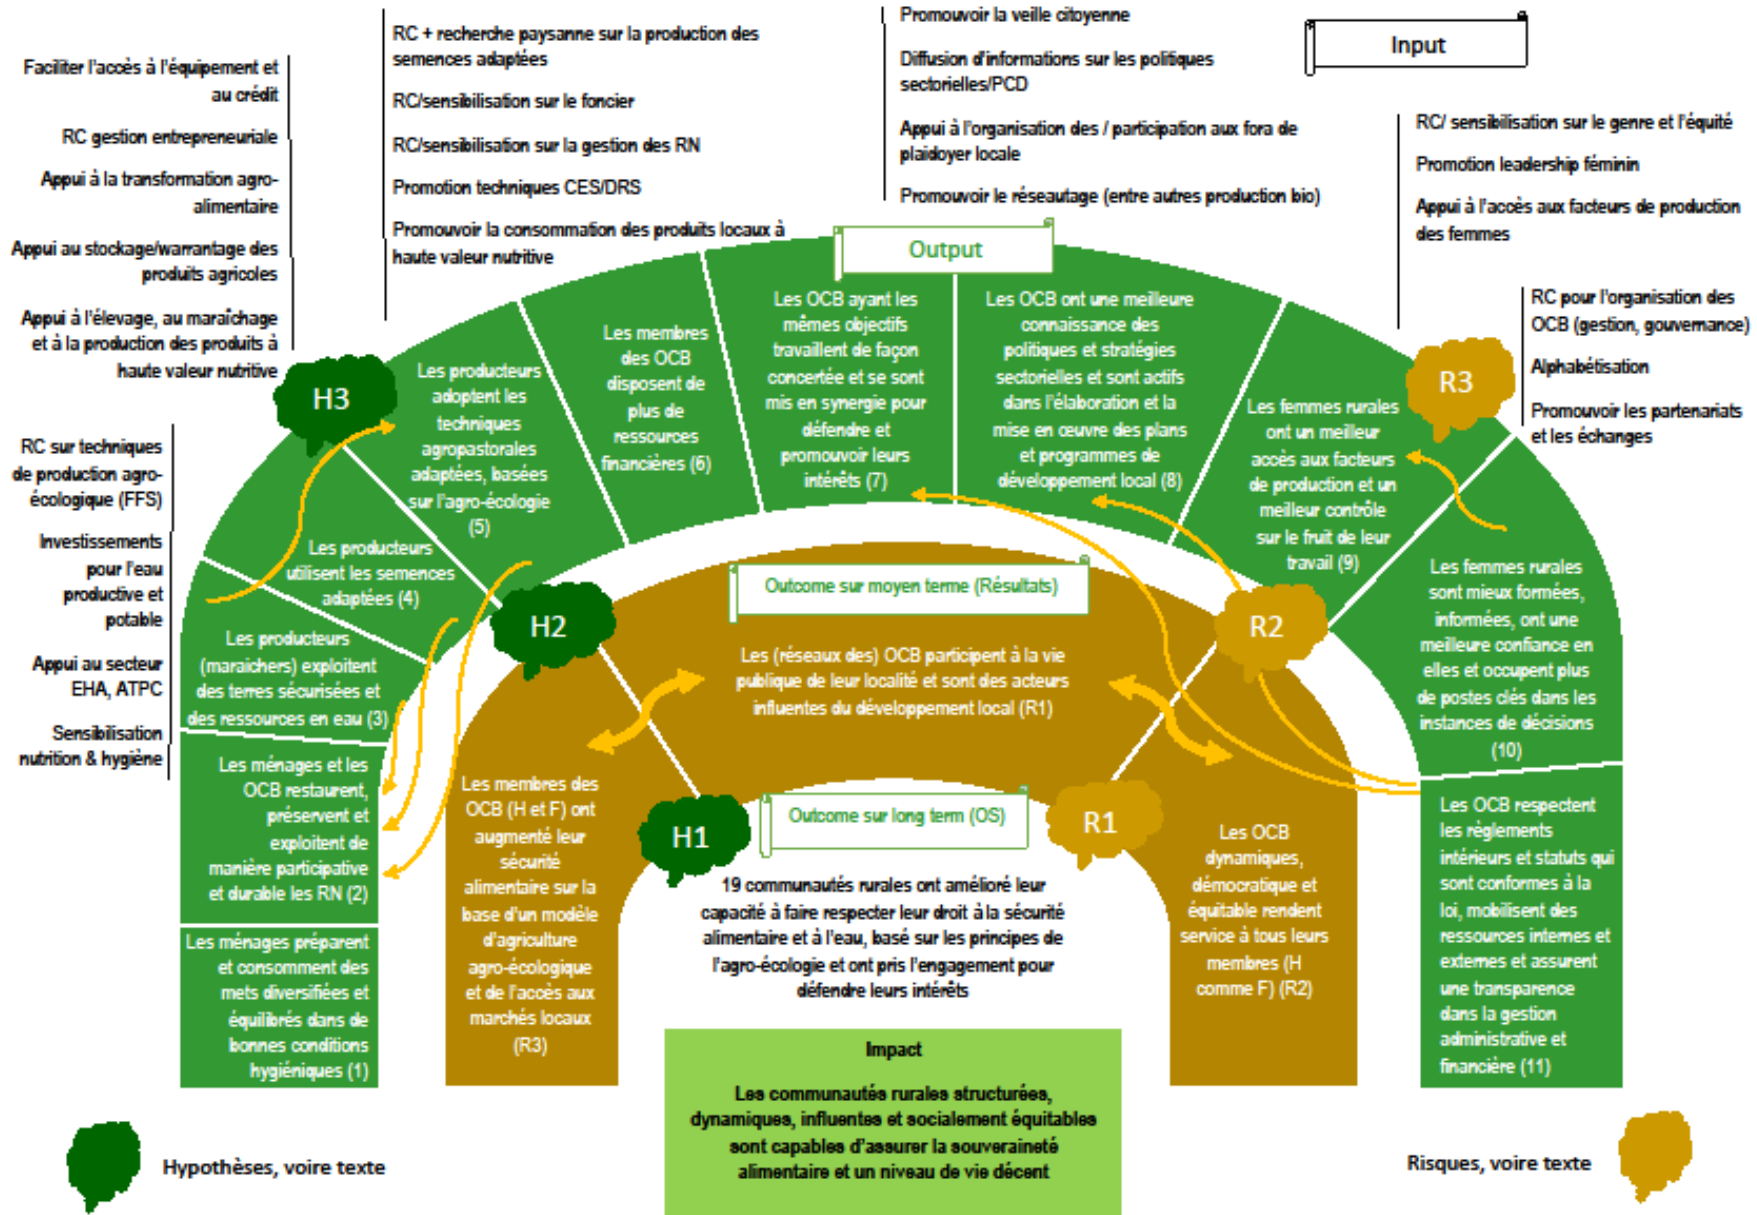 Input
Faciliter l'accès à l'équipement et
au crédit
RC gestion entrepreneuriale
Appui à la transformation agro-
alimentaire
Appui au stockage/warrantage des
produits agricoles
Appui à l'élevage, au maraîchage
et à la production des produits à
haute valeur nutritive
RC + recherche paysanne sur la production des
semences adaptées
RC/sensibilisation sur le foncier
RC/sensibilisation sur la gestion des RN
Promotion techniques CES/DRS
Promouvoir la consommation des produits locaux à
haute valeur nutritive
Promouvoir la veille citoyenne
Diffusion d'informations sur les politiques
sectorielles/PCD
Appui à l'organisation des / participation aux fora de
plaidoyer locale
Promouvoir le réseautage (entre autres production bio)
RC/ sensibilisation sur le genre et l'équité
Promotion leadership féminin
Appui à l'accès aux facteurs de production
des femmes
RC pour l'organisation des
OCB (gestion, gouvernance)
Alphabétisation
Promouvoir les partenariats
et les échanges
RC sur techniques
de production agro-
écologique (FFS)
Investissements
pour l'eau
productive et
potable
Appui au secteur
EHA, ATPC
Sensibilisation
nutrition & hygiène
Output
H3
R3
Les producteurs
adoptent les
techniques
agropastorales
adaptées, basées
sur l'agro-écologie
(5)
Les membres
des OCB
disposent de
plus de
ressources
financières (6)
Les OCB ayant les
mêmes objectifs
travaillent de façon
concertée et se sont
mis en synergie pour
défendre et
promouvoir leurs
intérêts (7)
Les OCB ont une meilleure
connaissance des
politiques et stratégies
sectorielles et sont actifs
dans l'élaboration et la
mise en œuvre des plans
et programmes de
développement local (8)
Les femmes rurales
ont un meilleur
accès aux facteurs
de production et un
meilleur contrôle
sur le fruit de leur
travail (9)
Les producteurs
utilisent les semences
adaptées (4)
Les producteurs
(maraichers) exploitent
des terres sécurisées et
des ressources en eau (3)
Les ménages et les
OCB restaurent,
préservent et
exploitent de
manière participative
et durable les RN (2)
Les ménages préparent
et consomment des
mets diversifiées et
équilibrés dans de
bonnes conditions
hygiéniques (1)
Les femmes rurales
sont mieux formées,
informées, ont une
meilleure confiance en
elles et occupent plus
de postes clés dans les
instances de décisions
(10)
Les OCB respectent
les règlements
intérieurs et statuts qui
sont conformes à la
loi, mobilisent des
ressources internes et
externes et assurent
une transparence
dans la gestion
administrative et
financière (11)
H2
R2
Outcome sur moyen terme (Résultats)
Les (réseaux des) OCB participent à la vie
publique de leur localité et sont des acteurs
influentes du développement local (R1)
Les membres des
OCB (H et F) ont
augmenté leur
sécurité
alimentaire sur la
base d'un modèle
d'agriculture
agro-écologique
et de l'accès aux
marchés locaux
(R3)
Les OCB
dynamiques,
démocratique et
équitable rendent
service à tous leurs
membres (H
comme F) (R2)
H1
R1
Outcome sur long term (OS)
19 communautés rurales ont amélioré leur
capacité à faire respecter leur droit à la sécurité
alimentaire et à l'eau, basé sur les principes de
l'agro-écologie et ont pris l'engagement pour
défendre leurs intérêts
Impact
Les communautés rurales structurées,
dynamiques, influentes et socialement équitables
sont capables d'assurer la souveraineté
alimentaire et un niveau de vie décent
Hypothèses, voire texte
Risques, voire texte